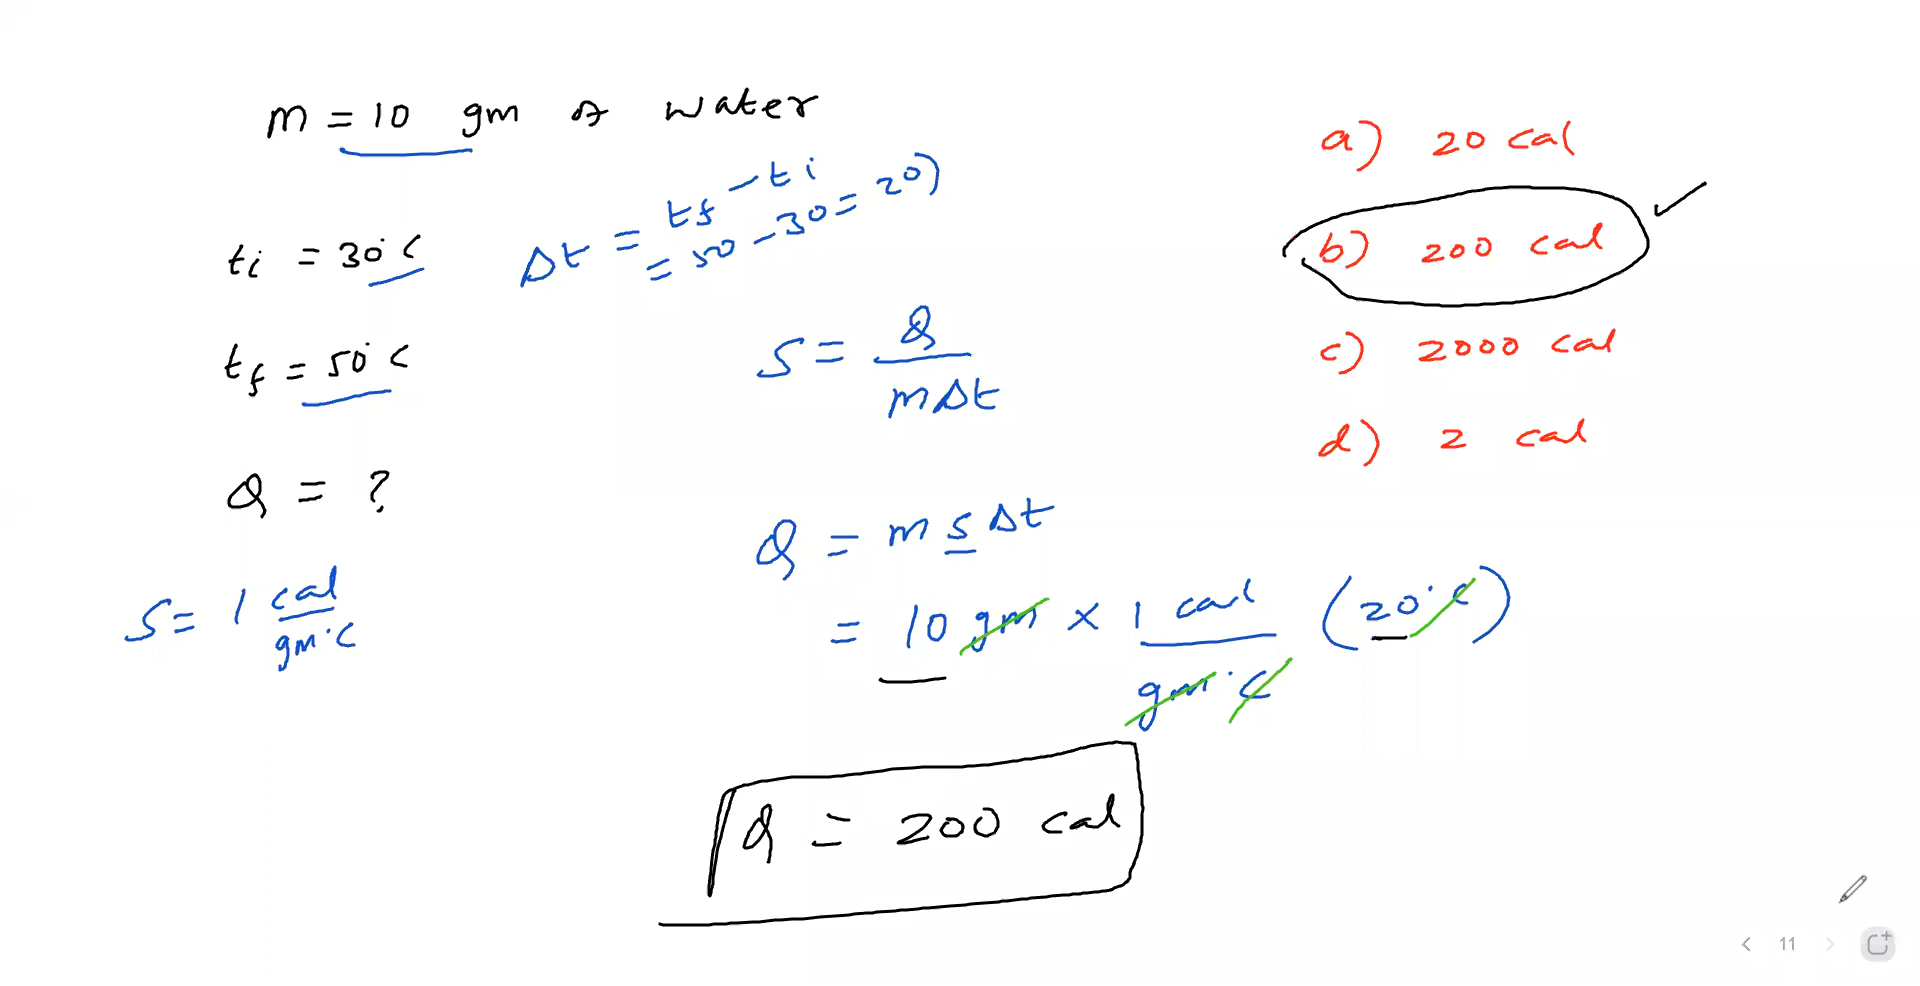 m = 10 gm of water
ti = 30°C
tf = 50°C
Q = ?
S = 1 cal
gm°C
Δt = tf - ti
= 50 - 30 = 20)
S = Q
mΔt
Q = m s Δt
= 10 gm × 1 cal (20°C)
gm°C
Q = 200 cal
a) 20 cal
b) 200 cal
c) 2000 cal
d) 2 cal
11